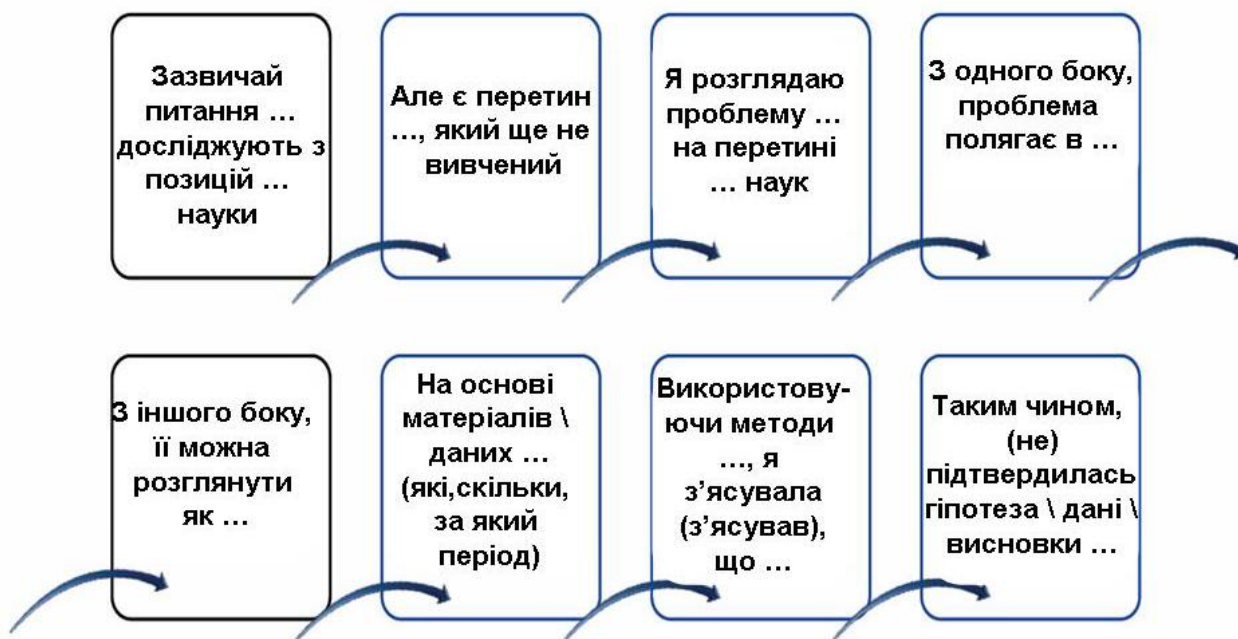 Зазвичай
питання …
досліджують з
позицій …
науки
Але є перетин
…, який ще не
вивчений
Я розглядаю
проблему …
на перетині
… наук
З одного боку,
проблема
полягає в …
З іншого боку,
її можна
розглянути
як …
На основі
матеріалів \
даних …
(які,скільки,
за який
період)
Використову-
ючи методи
…, я
з’ясувала
(з’ясував),
що …
Таким чином,
(не)
підтвердилась
гіпотеза \ дані \
висновки …